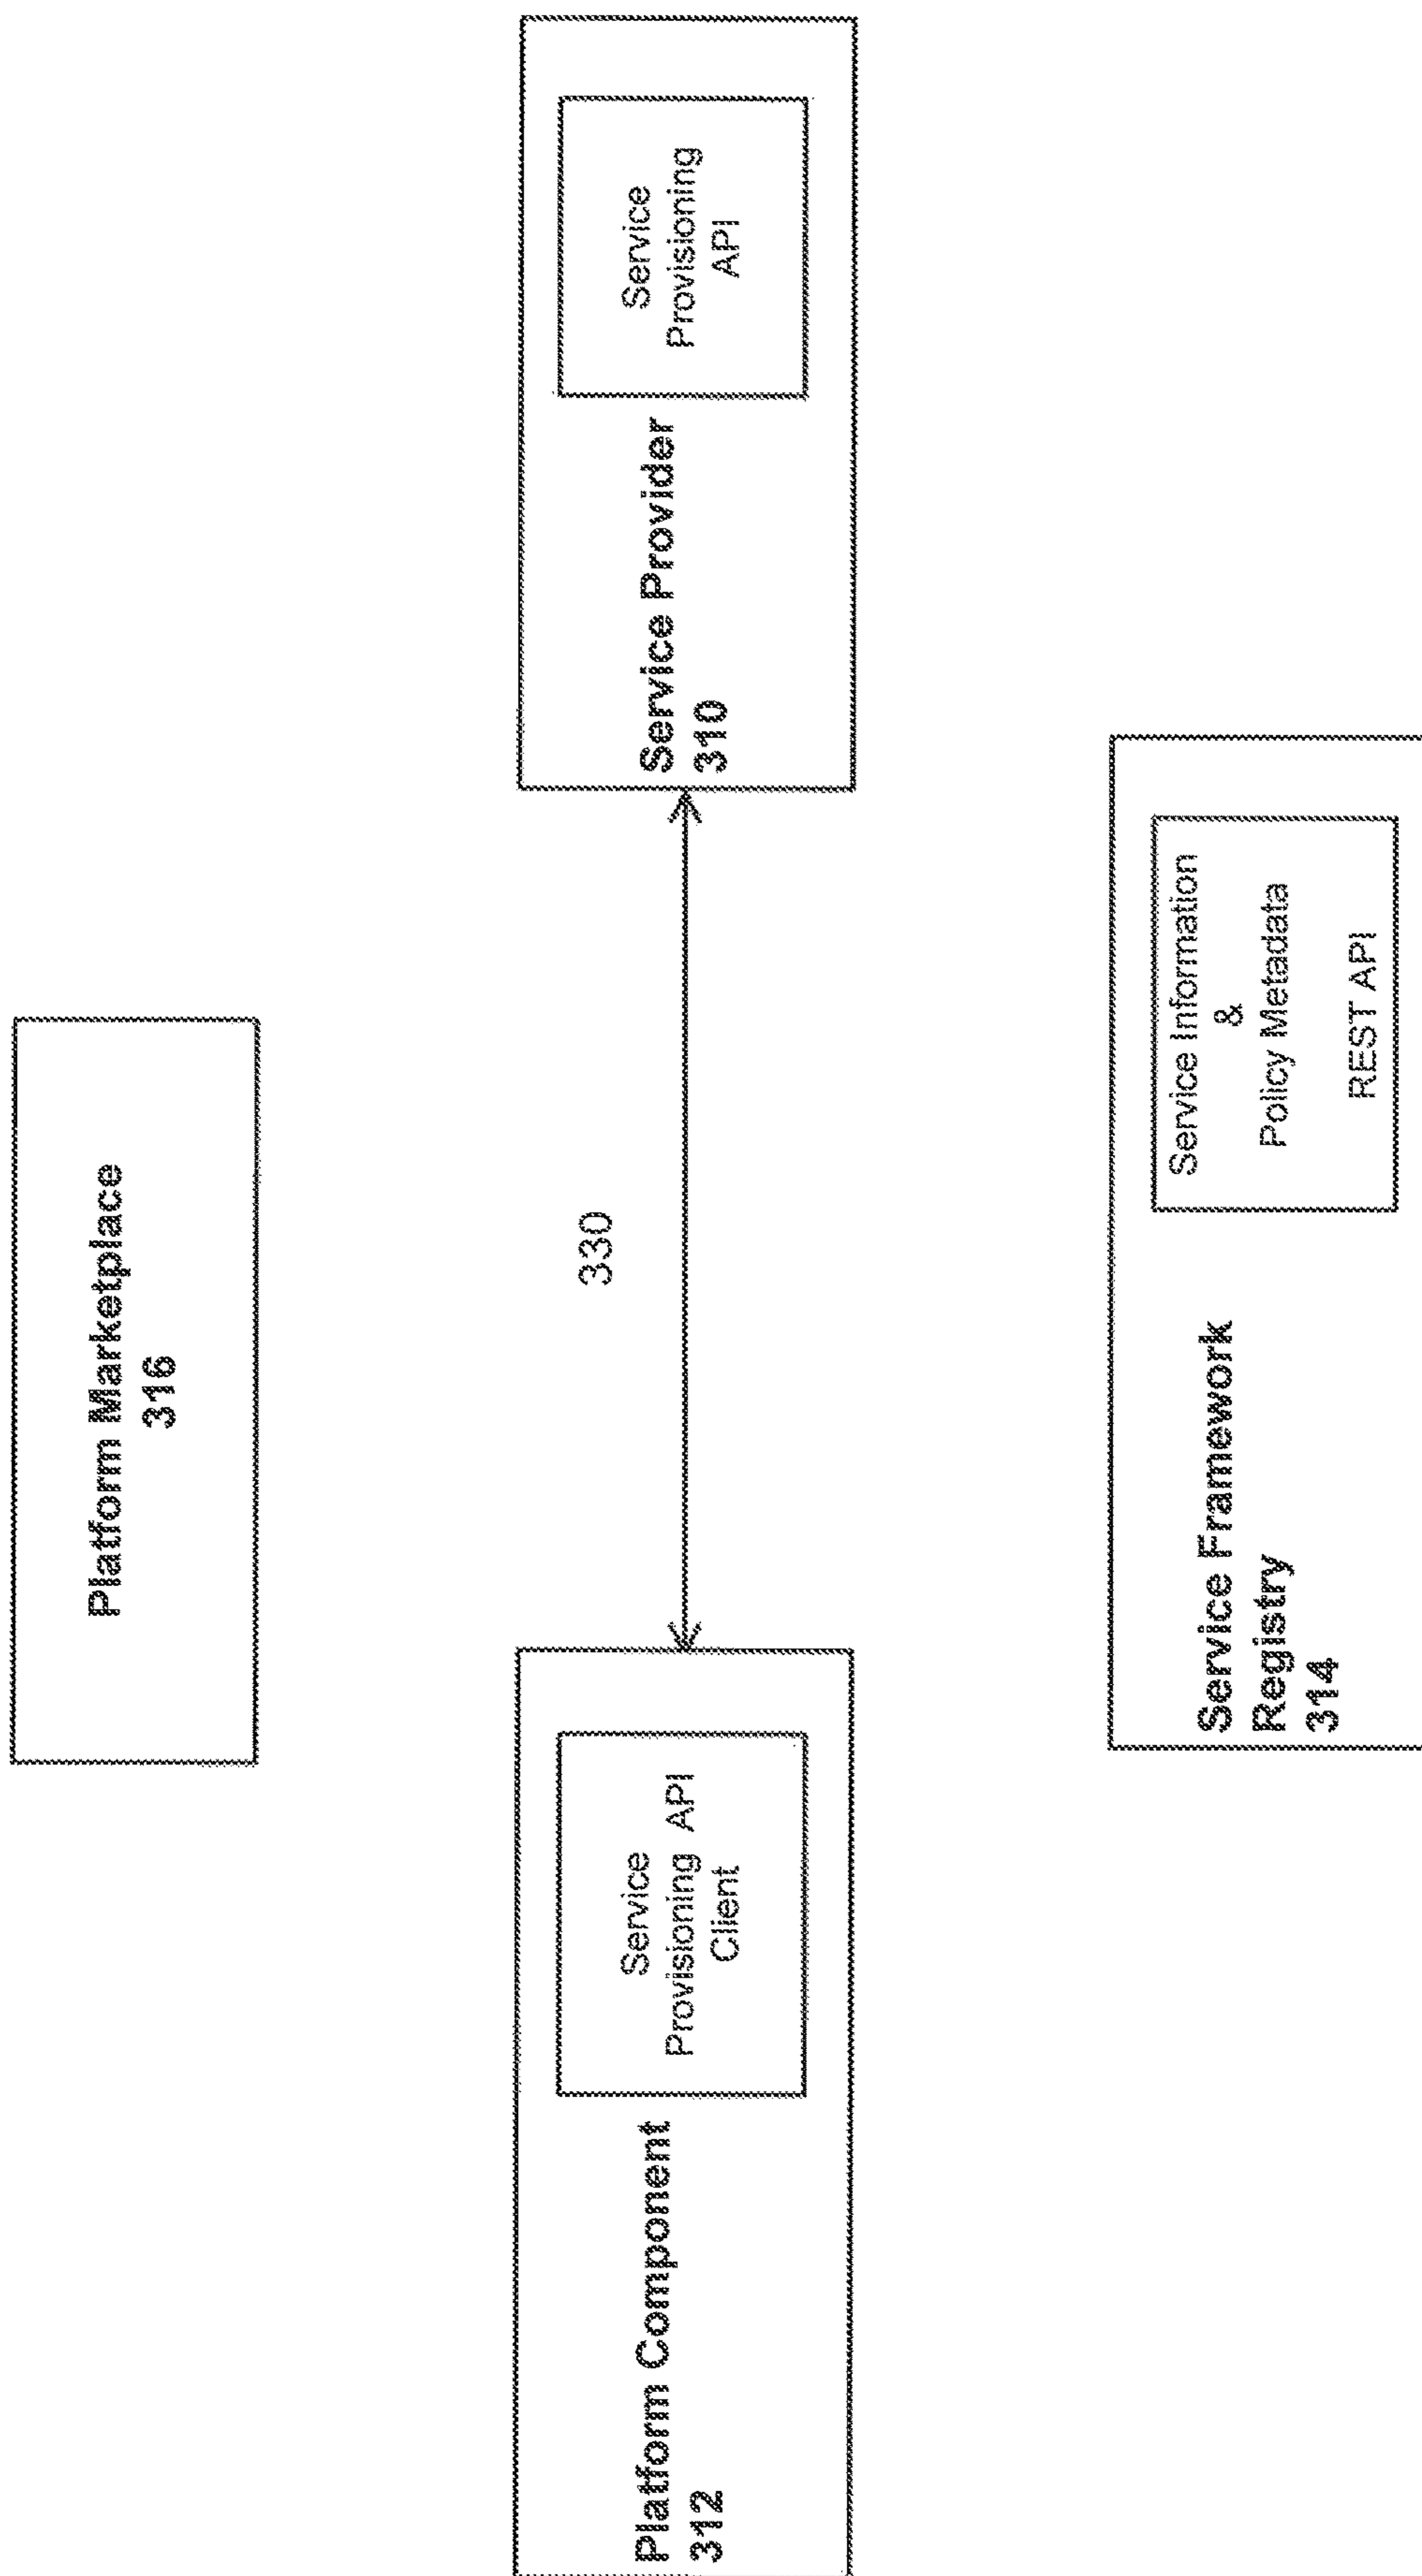 Platform Marketplace
316
Platform Component
312
Service
Provisioning API
Client
330
Service Provider
310
Service
Provisioning
API
Service Framework
Registry
314
Service Information
&
Policy Metadata
REST API